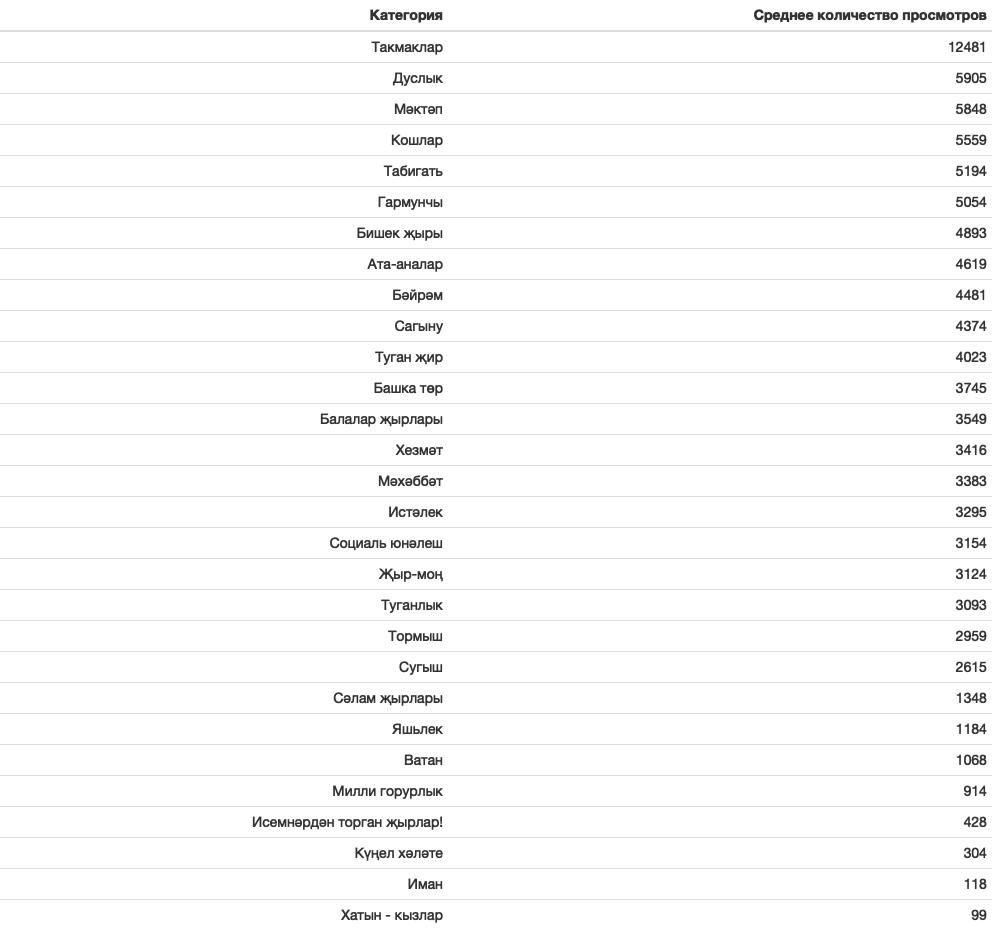 Категория Среднее количество просмотров
Такмаклар 12481
Дуслык 5905
Мәктәп 5848
Кошлар 5559
Табигать 5194
Гармунчы 5054
Бишек җыры 4893
Ата-аналар 4619
Бәйрәм 4481
Сагыну 4374
Туган җир 4023
Башка төр 3745
Балалар җырлары 3549
Хезмәт 3416
Мәхәббәт 3383
Истәлек 3295
Социаль юнәлеш 3154
Җыр-моң 3124
Туганлык 3093
Тормыш 2959
Сугыш 2615
Сәлам җырлары 1348
Яшьлек 1184
Ватан 1068
Милли горурлык 914
Исемнәрдән торган җырлар! 428
Күңел хәләте 304
Иман 118
Хатын - кызлар 99